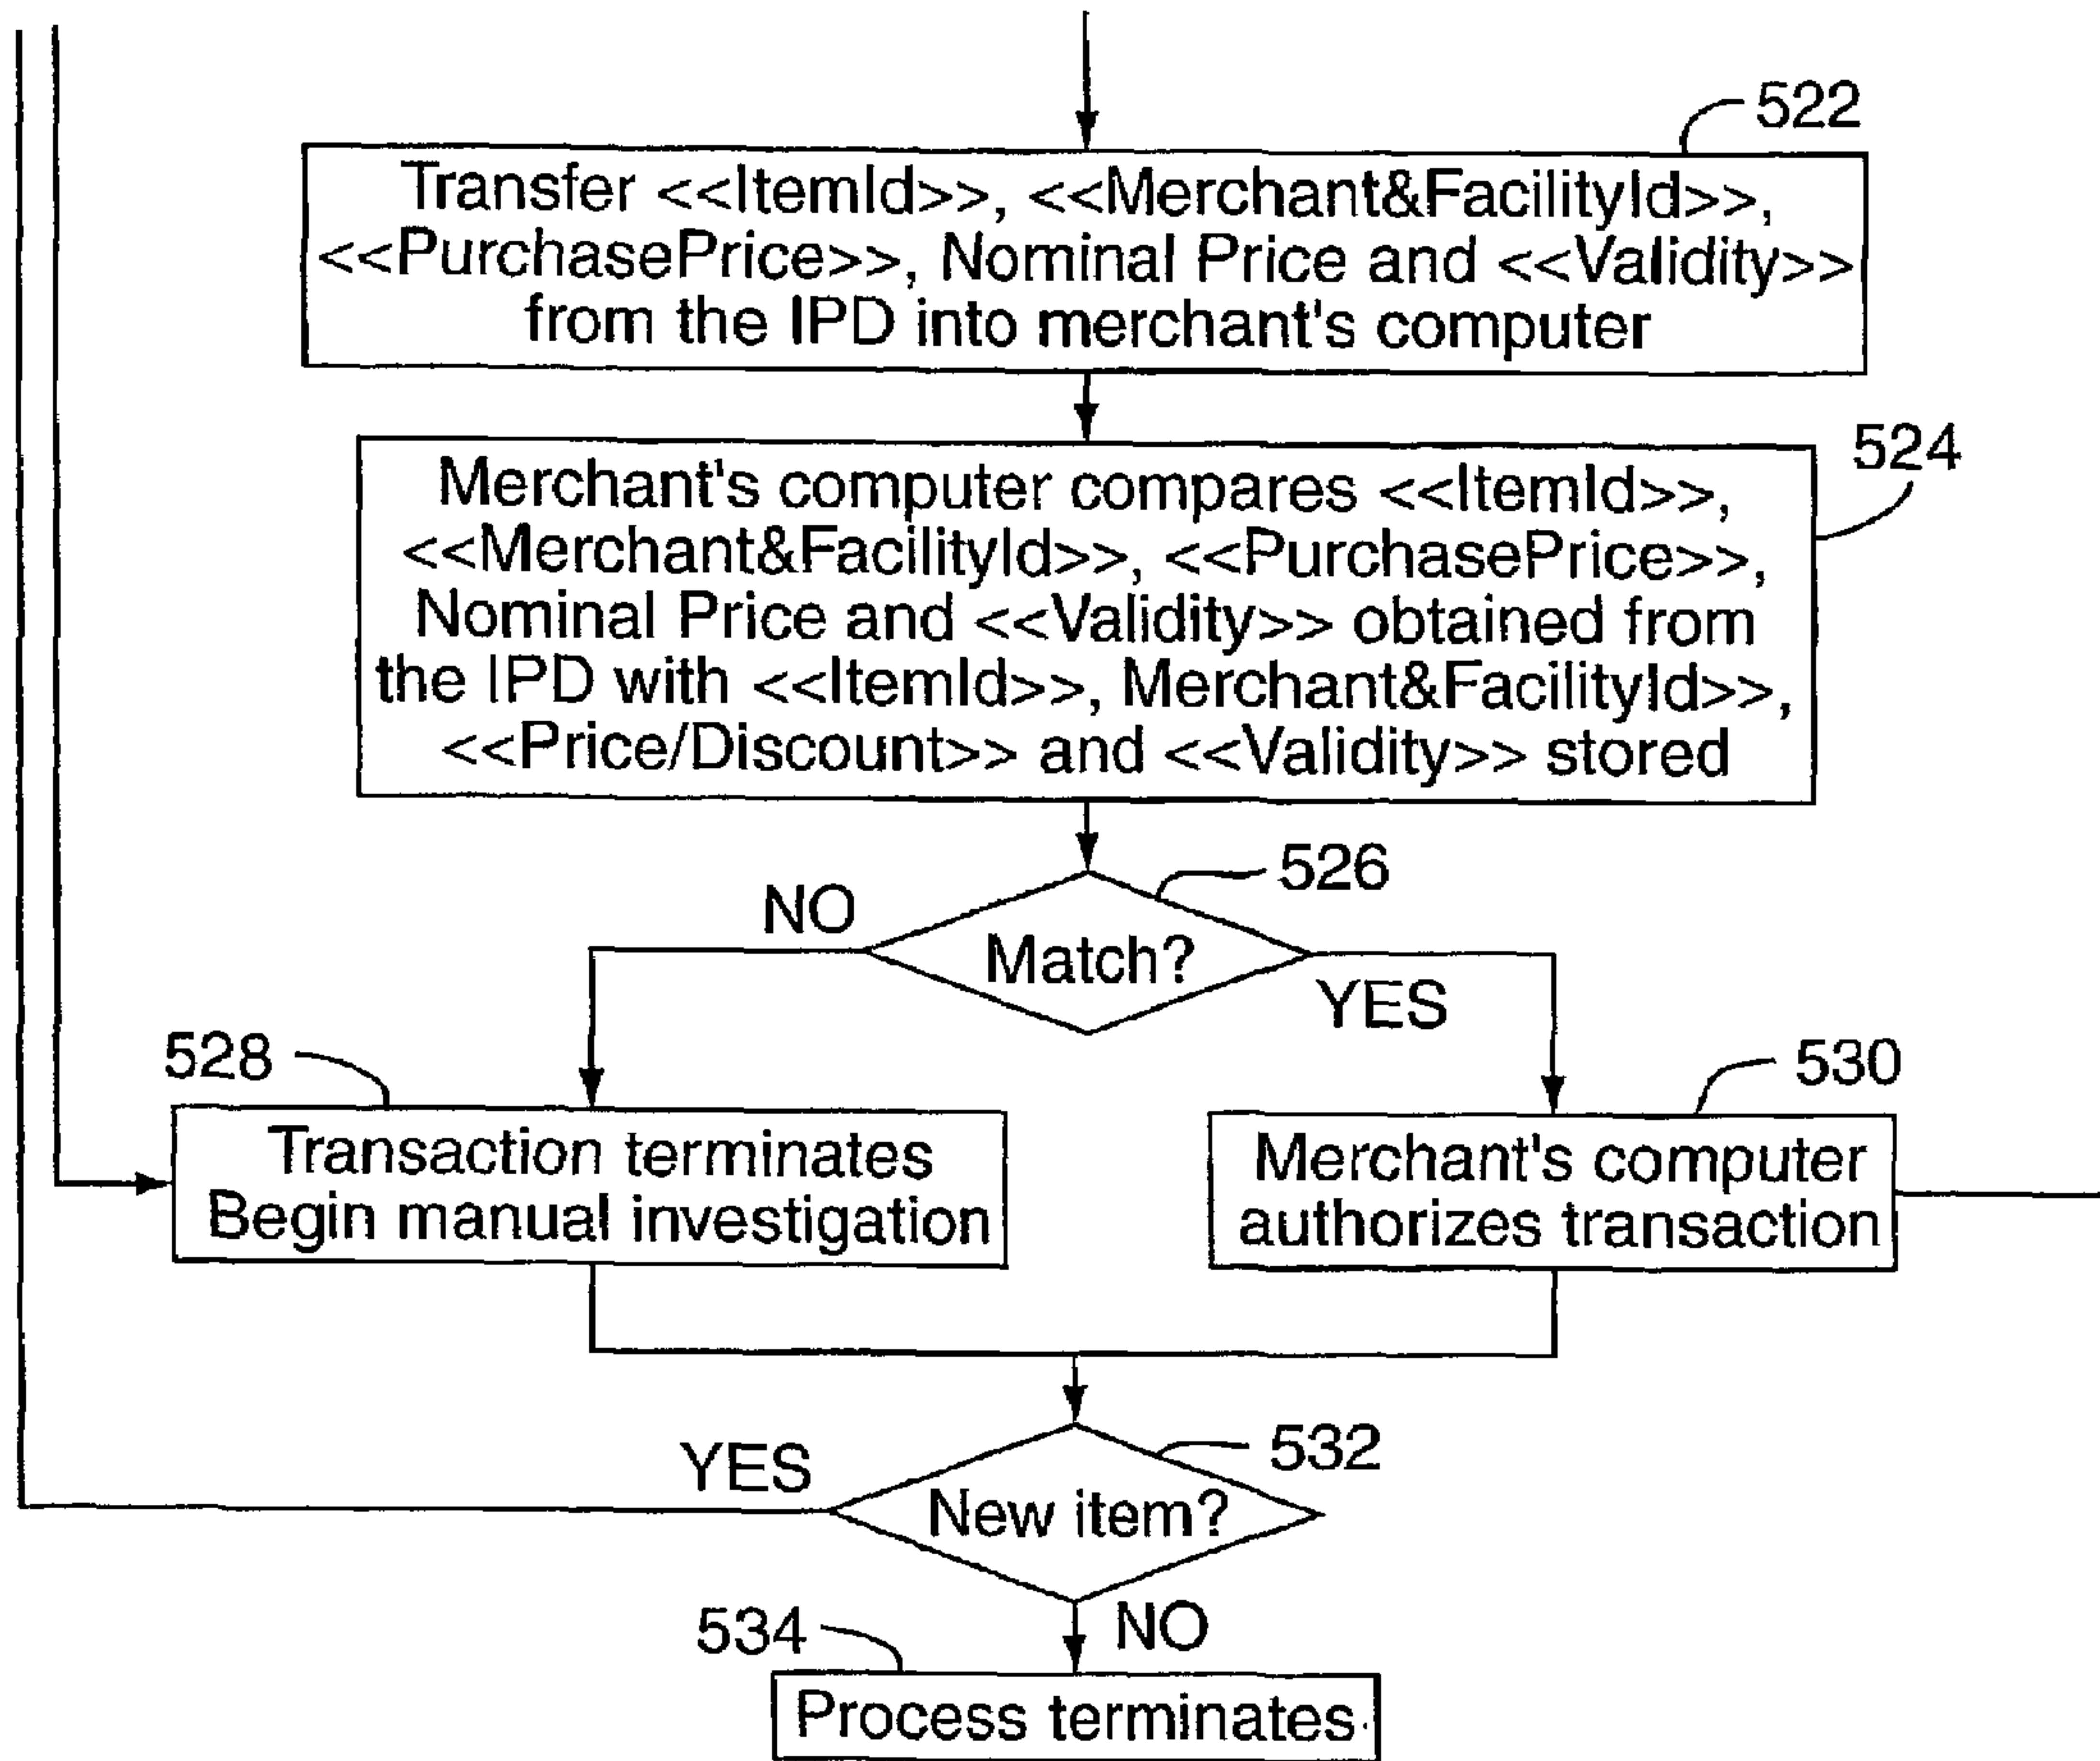 522
Transfer <<ItemId>>, <<Merchant&FacilityId>>,
<<PurchasePrice>>, Nominal Price and <<Validity>>
from the IPD into merchant's computer
524
Merchant's computer compares <<ItemId>>,
<<Merchant&FacilityId>>, <<PurchasePrice>>,
Nominal Price and <<Validity>> obtained from
the IPD with <<ItemId>>, Merchant&FacilityId>>,
<<Price/Discount>> and <<Validity>> stored
526
NO
Match?
YES
528
530
Transaction terminates
Begin manual investigation
Merchant's computer
authorizes transaction
532
YES
New item?
NO
534
Process terminates